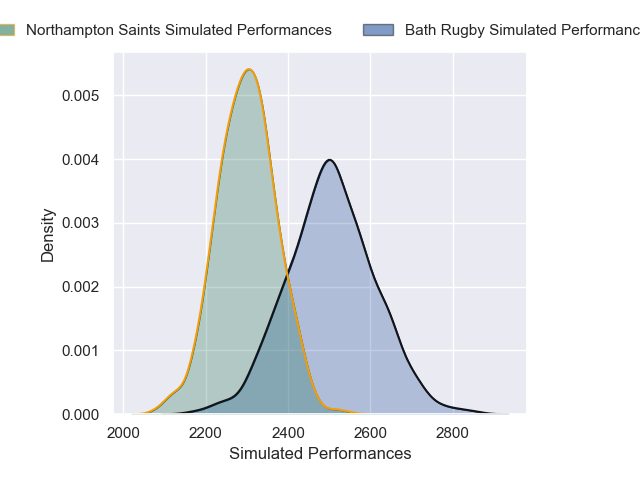 Northampton Saints Simulated Performances
Bath Rugby Simulated
0.005
0.004
0.003
0.002
0.001
0.000
Density
2000 2200 2400 2600 2800
Simulated Performances